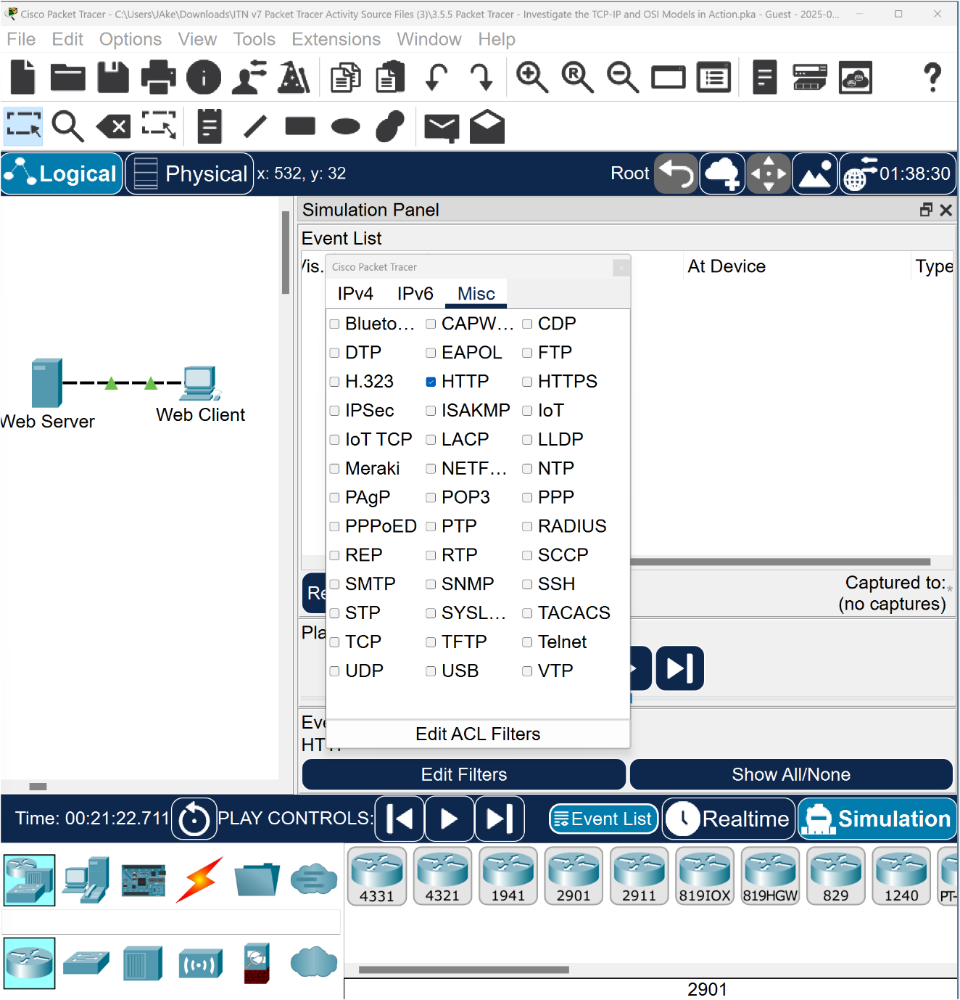 Cisco Packet Tracer - C:\Users\JAke\Downloads\ITN v7 Packet Tracer Activity Source Files (3)\3.5.5 Packet Tracer - Investigate the TCP-IP and OSI Models in Action.pka - Guest - 2025-0...
File Edit Options View Tools Extensions Window Help
Logical Physical x: 532, y: 32 Root 01:38:30
Simulation Panel
Event List
Vis. At Device Type
Cisco Packet Tracer
IPv4 IPv6 Misc
Blueto... CAPW... CDP
DTP EAPOL FTP
H.323 HTTP HTTPS
IPSec ISAKMP IoT
IoT TCP LACP LLDP
Meraki NETF... NTP
PAgP POP3 PPP
PPPoED PTP RADIUS
REP RTP SCCP
SMTP SNMP SSH
STP SYSL... TACACS
TCP TFTP Telnet
UDP USB VTP
Edit ACL Filters
Web Server
Web Client
Re
Captured to:*
(no captures)
Pla
Eve
HTTP
Edit Filters Show All/None
Time: 00:21:22.711 PLAY CONTROLS: Event List Realtime Simulation
4331 4321 1941 2901 2911 819IOX 819HGW 829 1240 PT-
2901